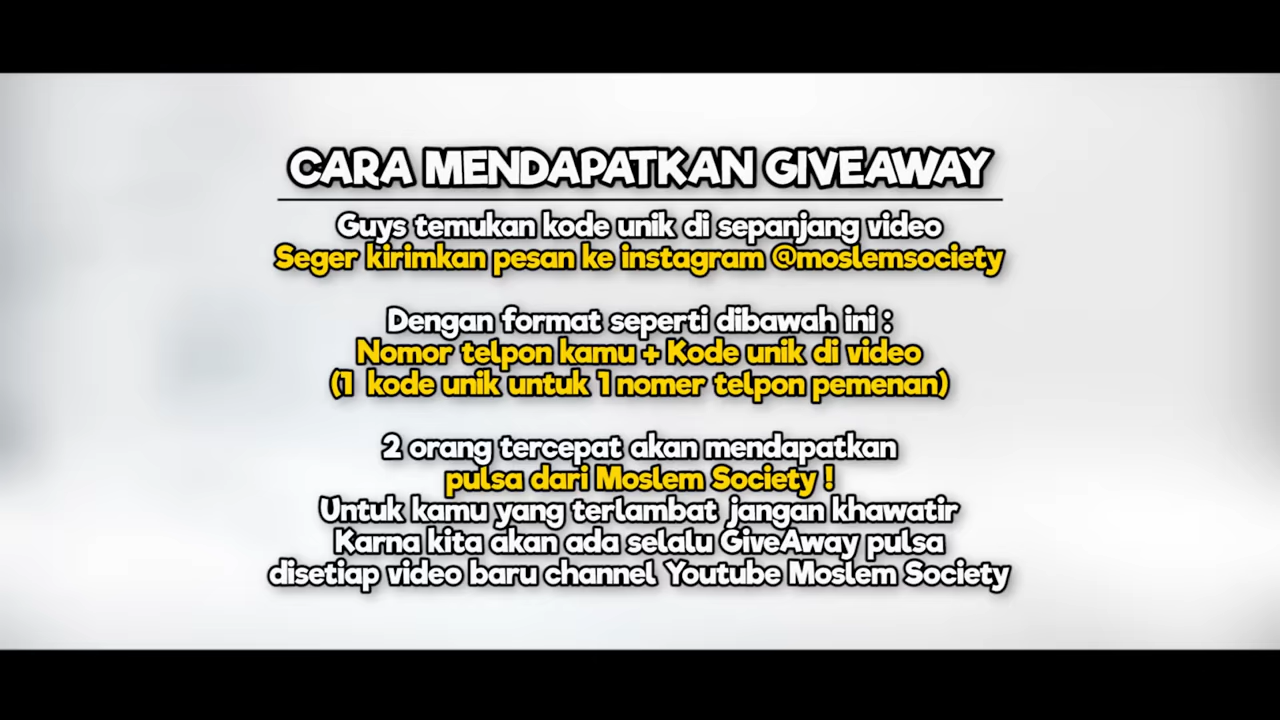 CARA MENDAPATKAN GIVEAWAY
Guys temukan kode unik di sepanjang video
Seger kirimkan pesan ke instagram @moslemsociety
Dengan format seperti dibawah ini :
Nomor telpon kamu + Kode unik di video
(1 kode unik untuk 1 nomer telpon pemenan)
2 orang tercepat akan mendapatkan
pulsa dari Moslem Society !
Untuk kamu yang terlambat jangan khawatir
Karna kita akan ada selalu GiveAway pulsa
disetiap video baru channel Youtube Moslem Society